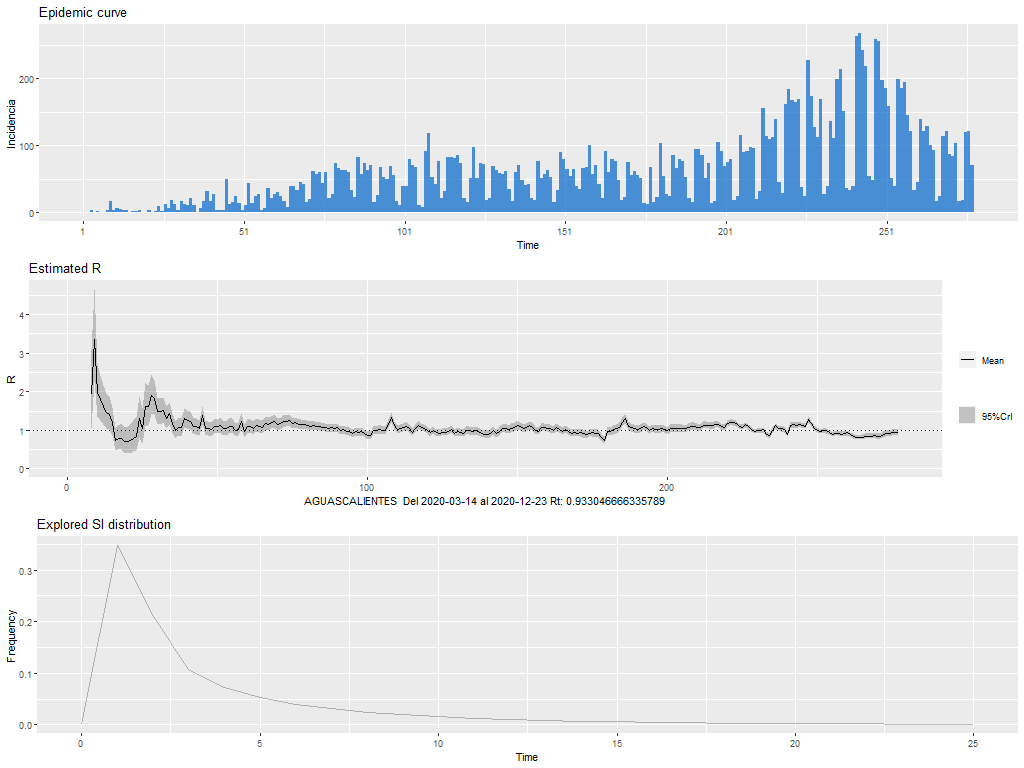 Epidemic curve
Incidencia
200
100
0
1
51
101
151
201
251
Time
Estimated R
R
4
3
2
1
0
0
100
200
AGUASCALIENTES Del 2020-03-14 al 2020-12-23 Rt: 0.933046666335789
Mean
95%CrI
Explored SI distribution
Frequency
0.3
0.2
0.1
0.0
0
5
10
15
20
25
Time